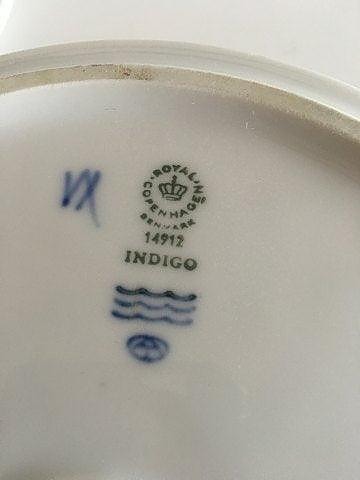 ROYAL
COPENHAGEN
DENMARK
14912
INDIGO